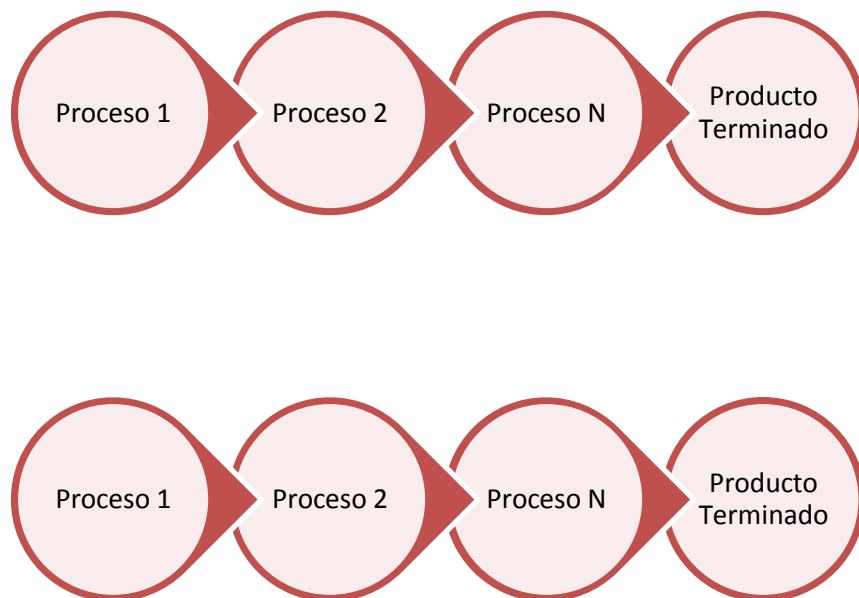 Proceso 1
Proceso 2
Proceso N
Producto
Terminado
Proceso 1
Proceso 2
Proceso N
Producto
Terminado